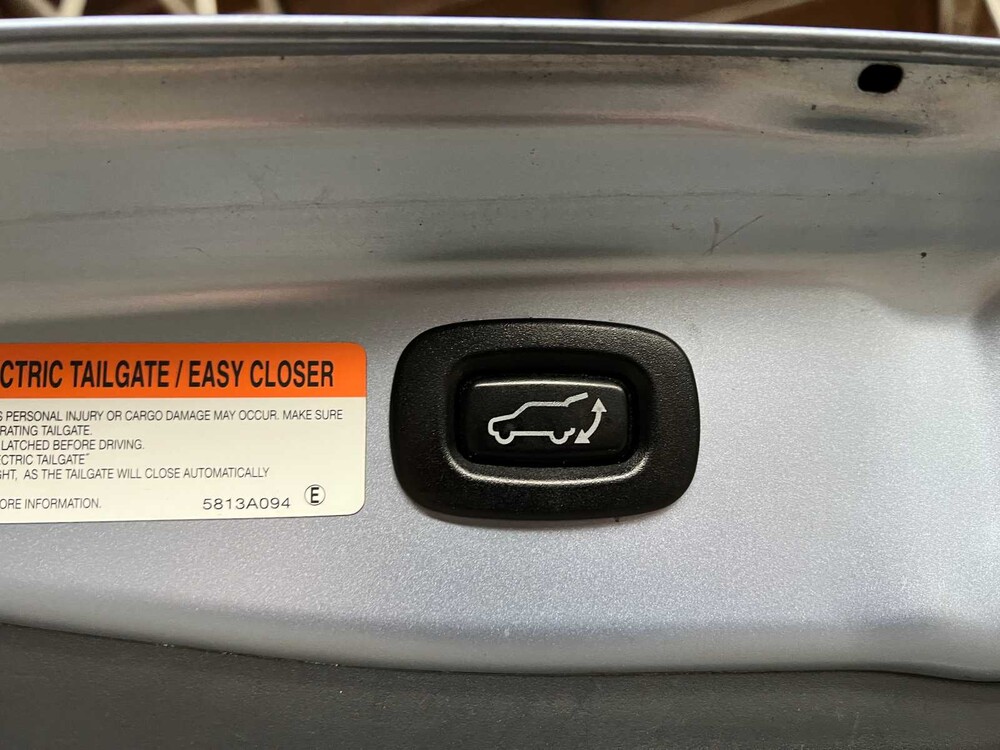 CTRIC TAILGATE / EASY CLOSER
S PERSONAL INJURY OR CARGO DAMAGE MAY OCCUR. MAKE SURE
RATING TAILGATE.
LATCHED BEFORE DRIVING.
ECTRIC TAILGATE"
GHT, AS THE TAILGATE WILL CLOSE AUTOMATICALLY
ORE INFORMATION.
5813A094 E